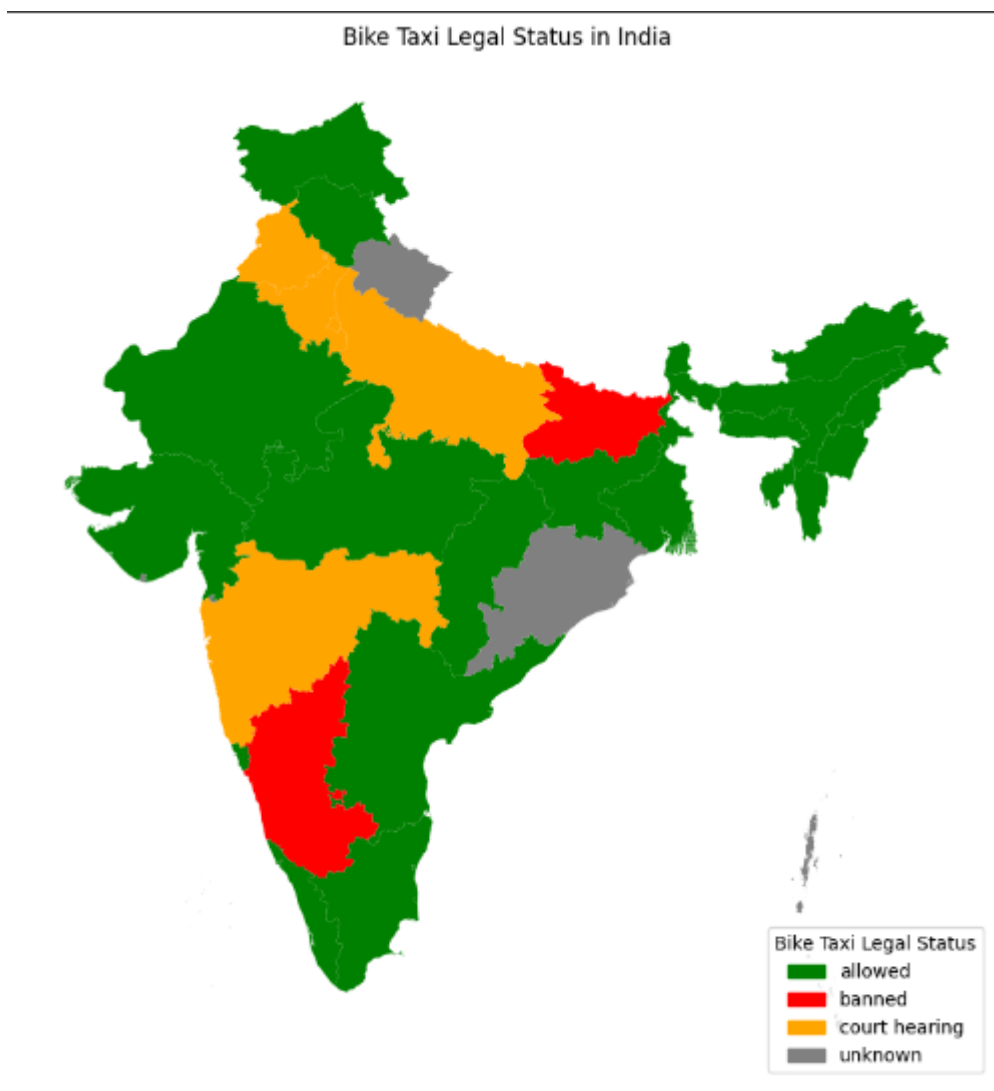 Bike Taxi Legal Status in India
Bike Taxi Legal Status
allowed
banned
court hearing
unknown